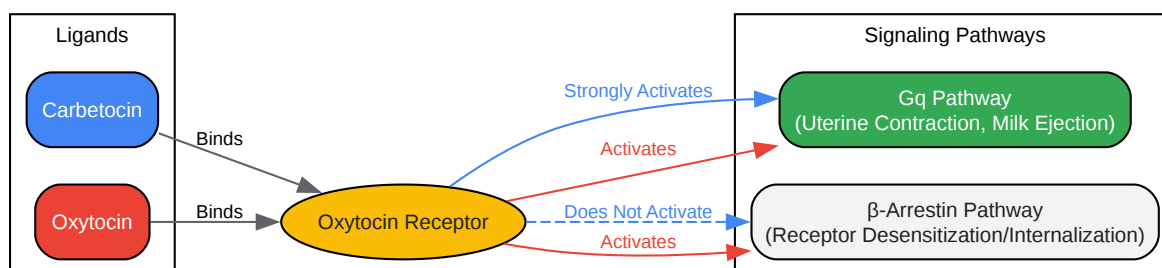 Ligands
Signaling Pathways
Carbetocin
Binds
Strongly Activates
Gq Pathway
(Uterine Contraction, Milk Ejection)
Activates
Oxytocin
Binds
Oxytocin Receptor
Does Not Activate
β-Arrestin Pathway
(Receptor Desensitization/Internalization)
Activates